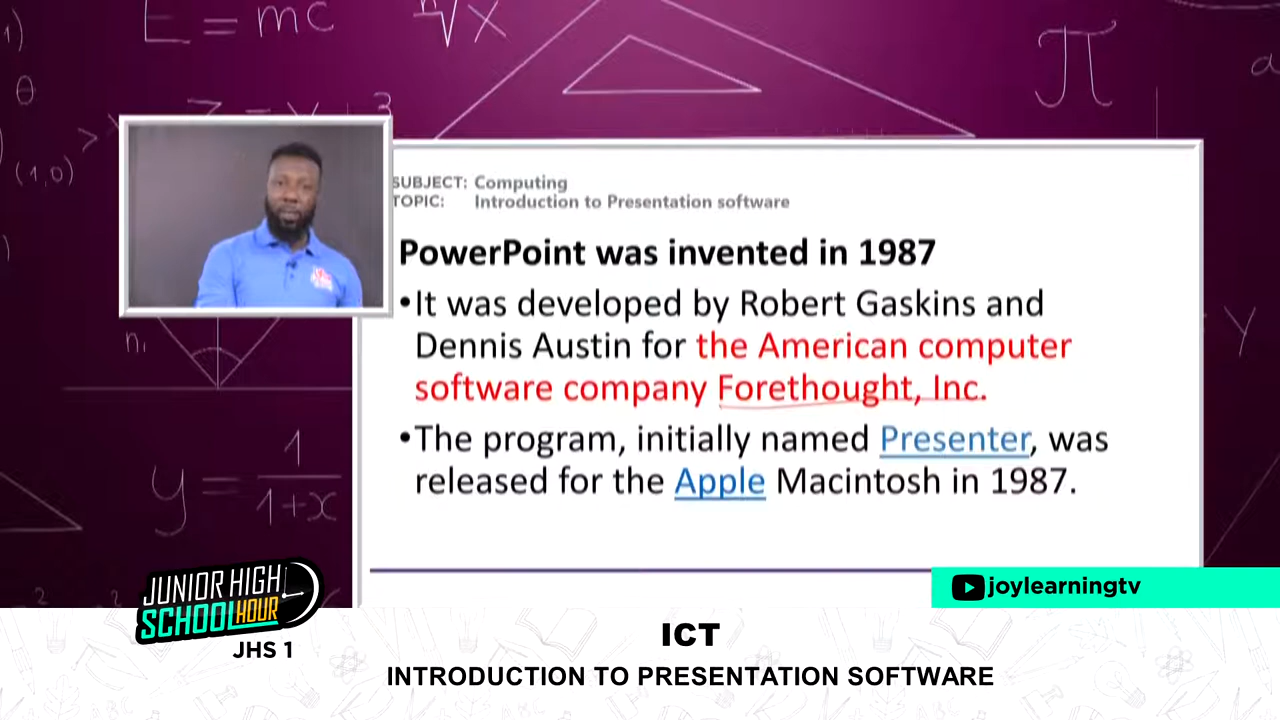 E = mc
n√x
π
θ
(1,0)
n₁
Y
SUBJECT: Computing
TOPIC: Introduction to Presentation software
PowerPoint was invented in 1987
•It was developed by Robert Gaskins and
Dennis Austin for the American computer
software company Forethought, Inc.
•The program, initially named Presenter, was
released for the Apple Macintosh in 1987.
y = 1
1+x
joylearningtv
JUNIOR HIGH
SCHOOL HOUR
JHS 1
ICT
INTRODUCTION TO PRESENTATION SOFTWARE